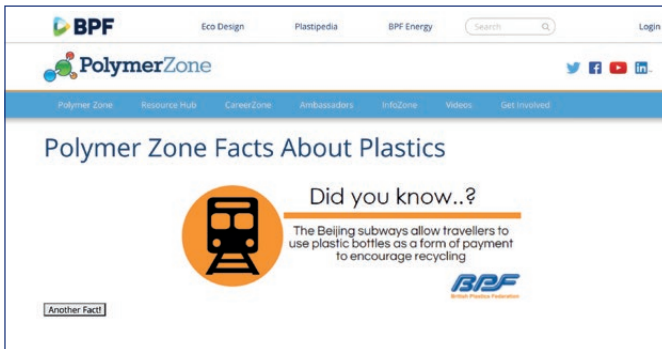 BPF Eco Design Plastipedia BPF Energy Search Login
PolymerZone
Polymer Zone Resource Hub CareerZone Ambassadors InfoZone Videos Get Involved
Polymer Zone Facts About Plastics
Did you know..?
The Beijing subways allow travellers to
use plastic bottles as a form of payment
to encourage recycling
BPF
British Plastics Federation
Another Fact!